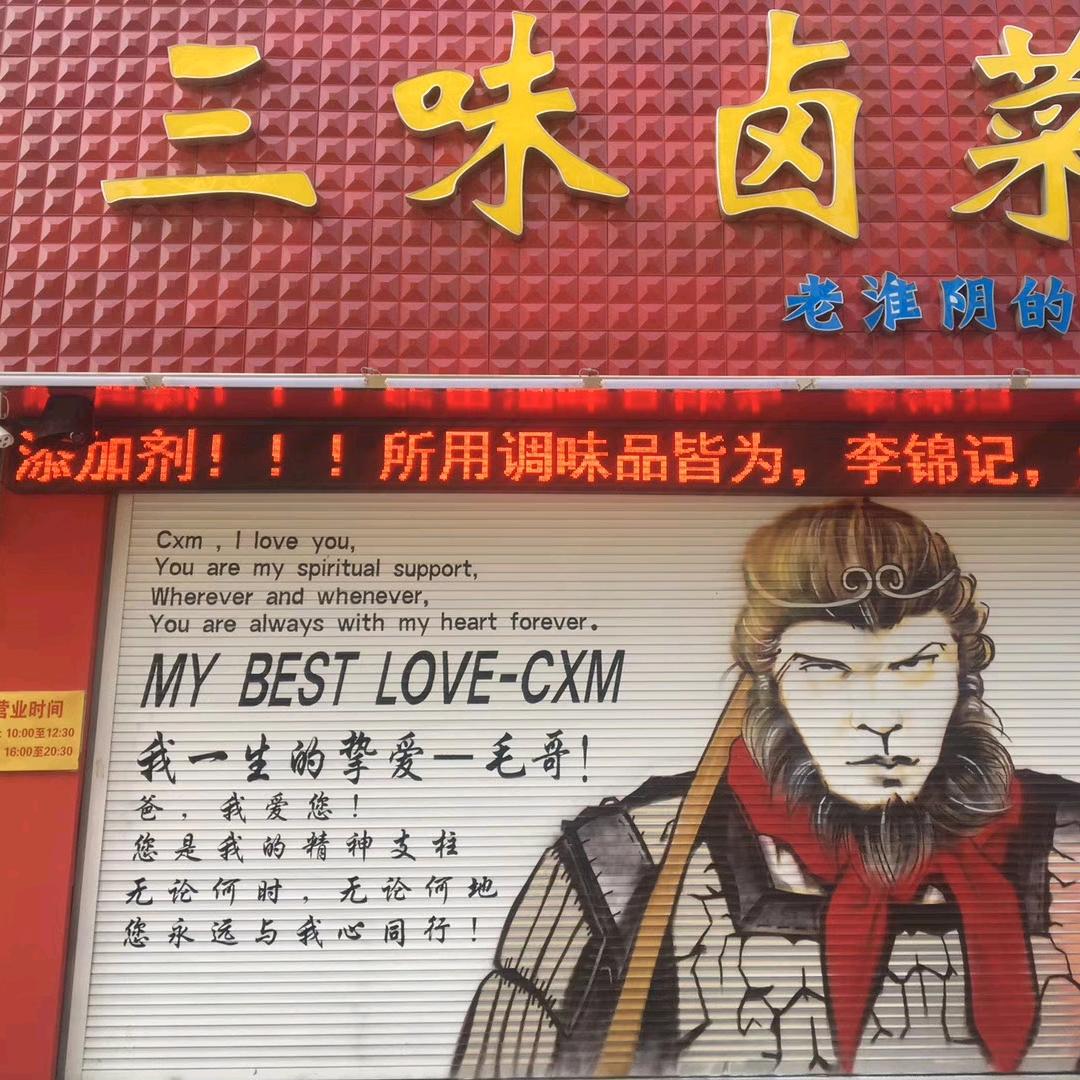 三味卤菜
老淮阴的
添加剂！！！所用调味品皆为，李锦记，
Cxm , I love you,
You are my spiritual support,
Wherever and whenever,
You are always with my heart forever.
MY BEST LOVE-CXM
我一生的挚爱—毛哥!
爸，我爱您!
您是我的精神支柱
无论何时，无论何地
您永远与我心同行!
营业时间
: 10:00至12:30
16:00至20:30